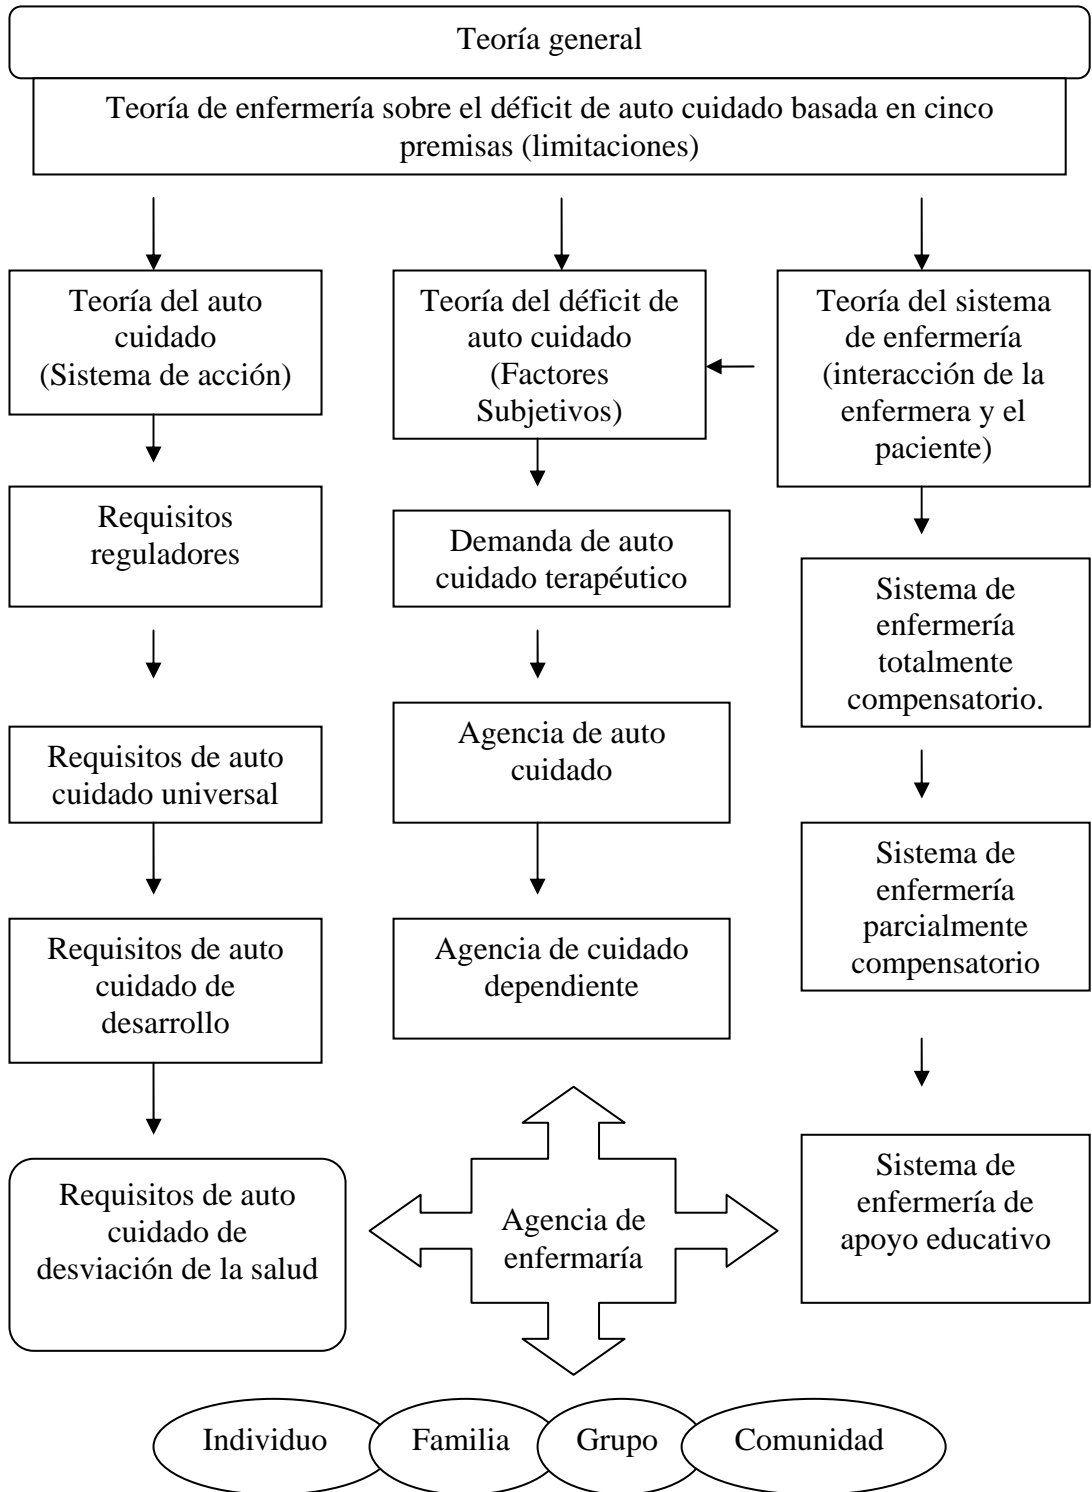 Teoría general
Teoría de enfermería sobre el déficit de auto cuidado basada en cinco
premisas (limitaciones)
Teoría del auto
cuidado
(Sistema de acción)
Requisitos
reguladores
Requisitos de auto
cuidado universal
Requisitos de auto
cuidado de
desarrollo
Requisitos de auto
cuidado de
desviación de la salud
Teoría del déficit de
auto cuidado
(Factores
Subjetivos)
Demanda de auto
cuidado terapéutico
Agencia de auto
cuidado
Agencia de cuidado
dependiente
Agencia de
enfermaría
Teoría del sistema
de enfermería
(interacción de la
enfermera y el
paciente)
Sistema de
enfermería
totalmente
compensatorio.
Sistema de
enfermería
parcialmente
compensatorio
Sistema de
enfermería de
apoyo educativo
Individuo
Familia
Grupo
Comunidad